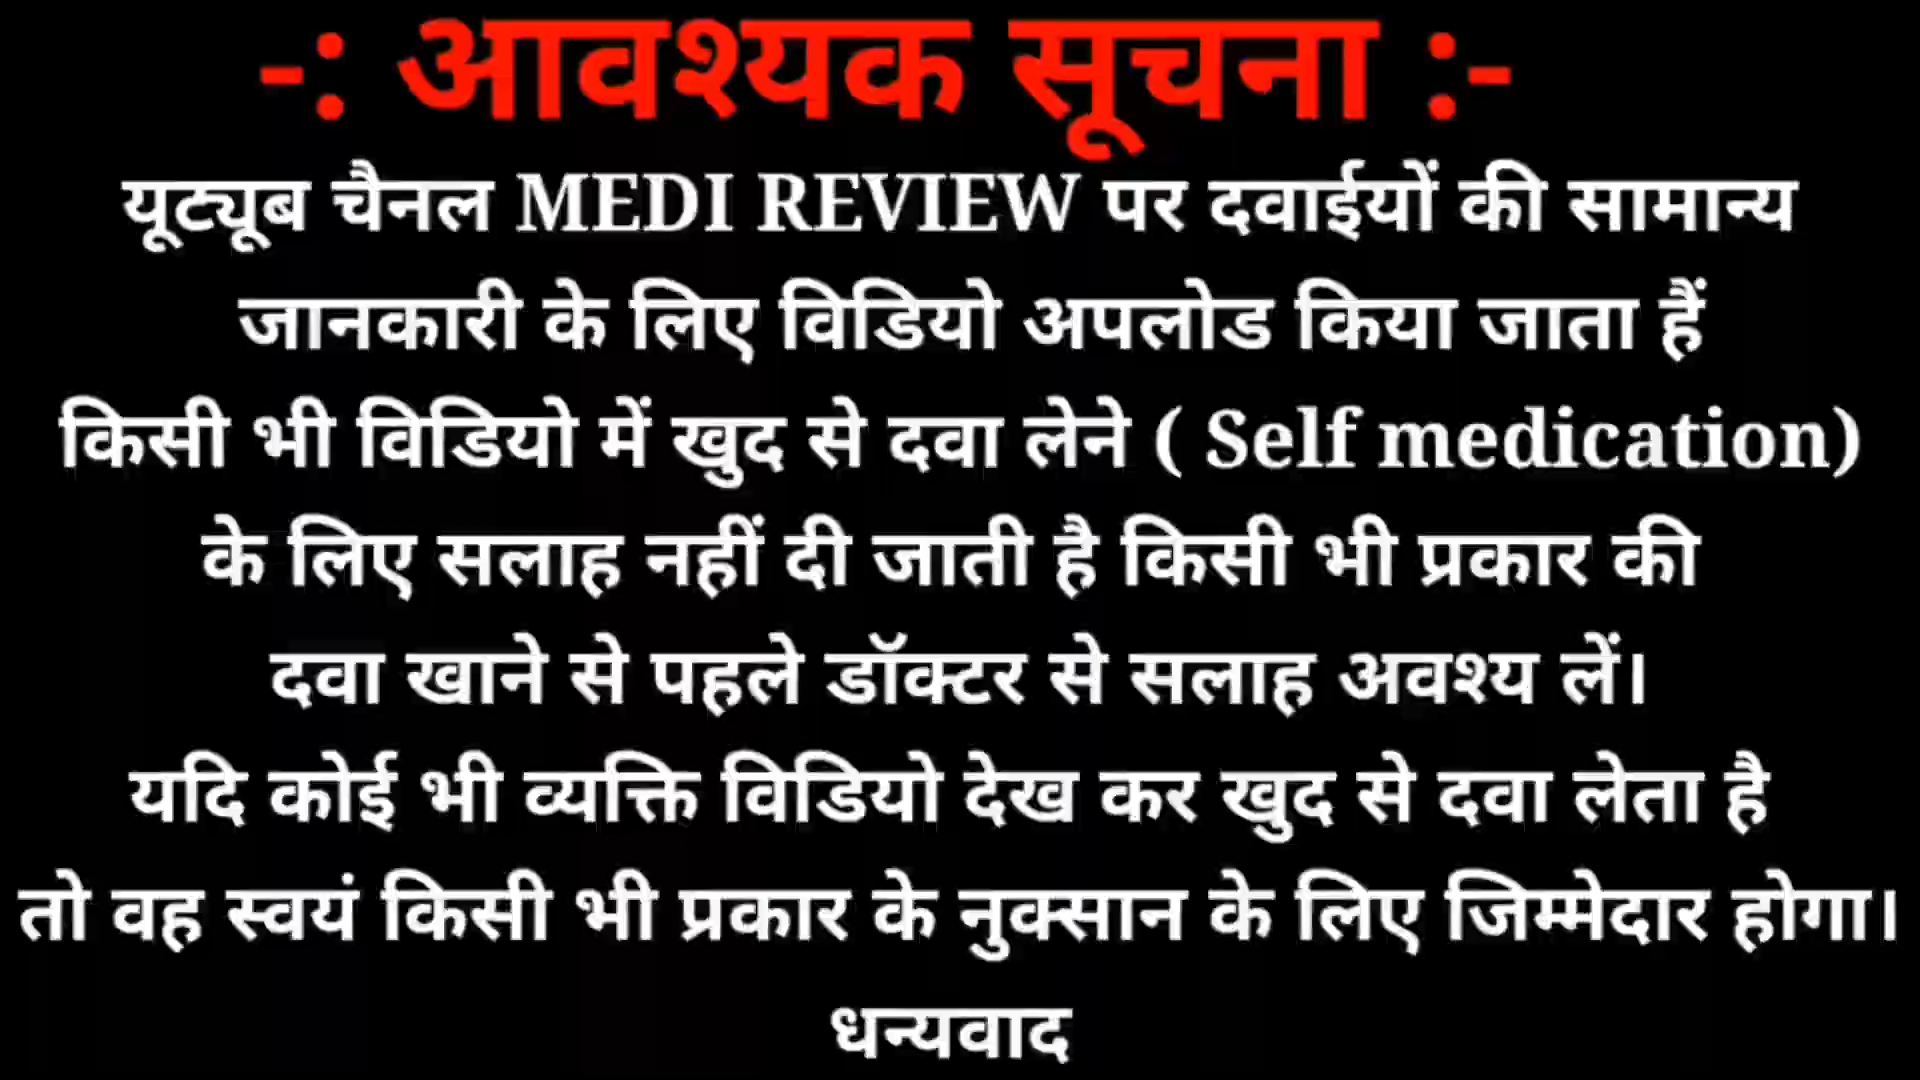 -: आवश्यक सूचना :-
यूट्यूब चैनल MEDI REVIEW पर दवाईयों की सामान्य
जानकारी के लिए विडियो अपलोड किया जाता हैं
किसी भी विडियो में खुद से दवा लेने ( Self medication)
के लिए सलाह नहीं दी जाती है किसी भी प्रकार की
दवा खाने से पहले डॉक्टर से सलाह अवश्य लें।
यदि कोई भी व्यक्ति विडियो देख कर खुद से दवा लेता है
तो वह स्वयं किसी भी प्रकार के नुक्सान के लिए जिम्मेदार होगा।
धन्यवाद